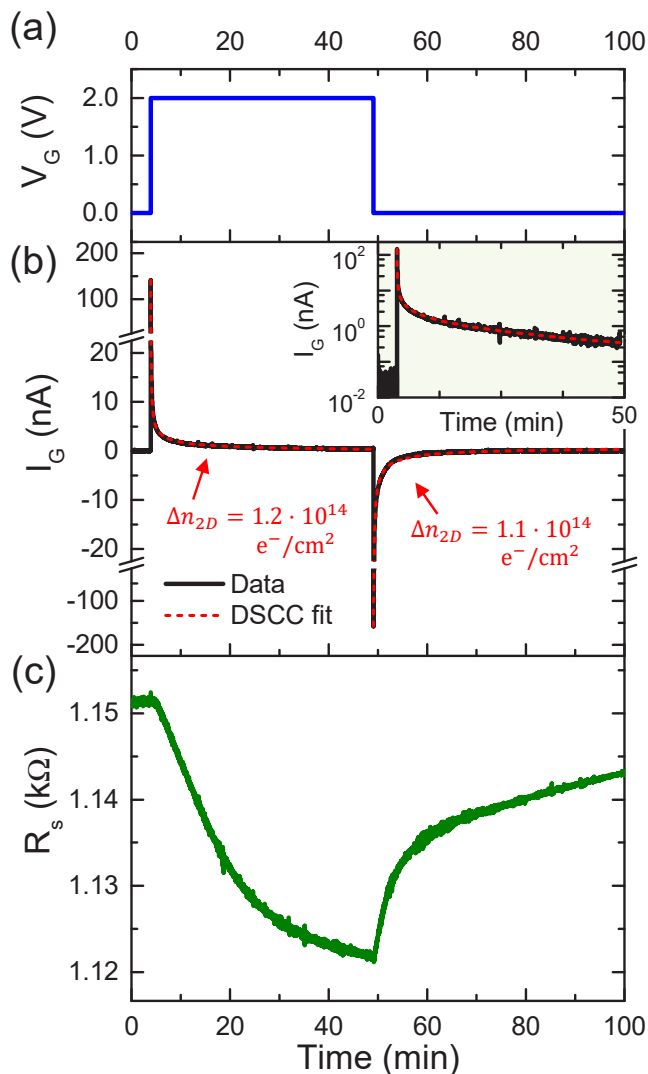 (a)
0 20 40 60 80 100
2.0
1.0
0.0
V_G (V)
(b)
200
150
100
20
10
0
-10
-20
-100
-200
I_G (nA)
10^2
10^0
10^-2
I_G (nA)
0 50
Time (min)
Δn_2D = 1.2 · 10^14
e^−/cm^2
Δn_2D = 1.1 · 10^14
e^−/cm^2
Data
DSCC fit
(c)
1.15
1.14
1.13
1.12
R_s (kΩ)
0 20 40 60 80 100
Time (min)